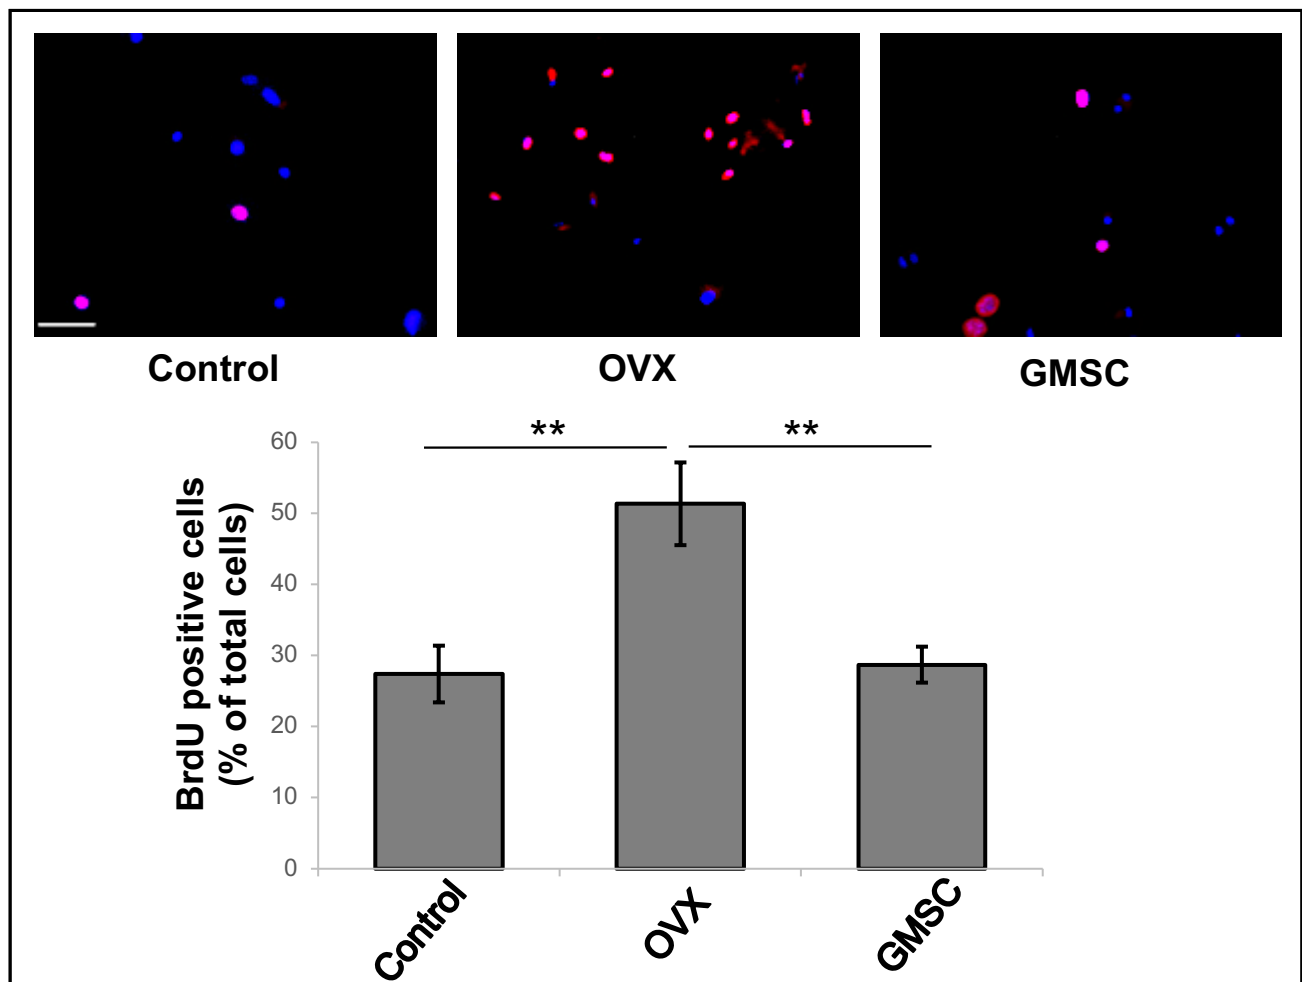 Control
OVX
GMSC
**
**
60
50
40
30
20
10
0
BrdU positive cells
(% of total cells)
Control
OVX
GMSC